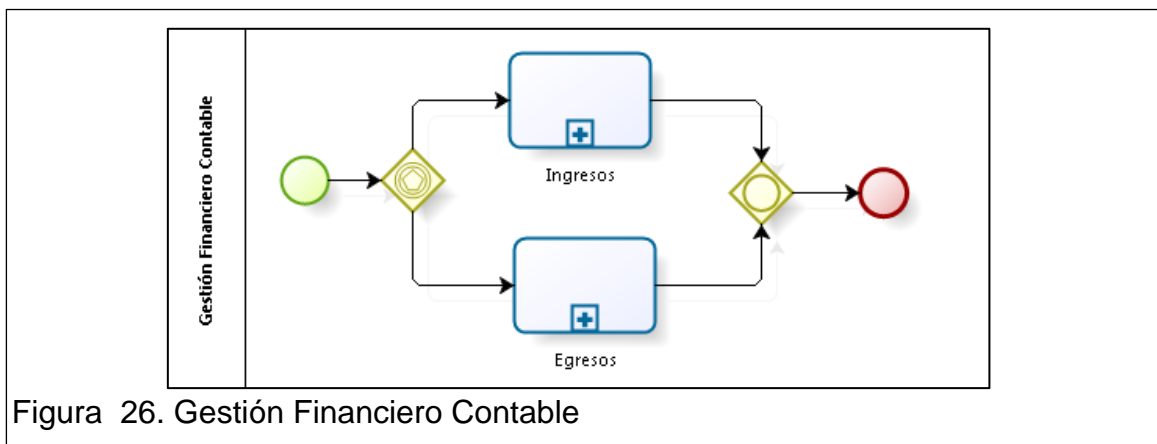 Gestión Financiero Contable
Ingresos
Egresos
Figura 26. Gestión Financiero Contable